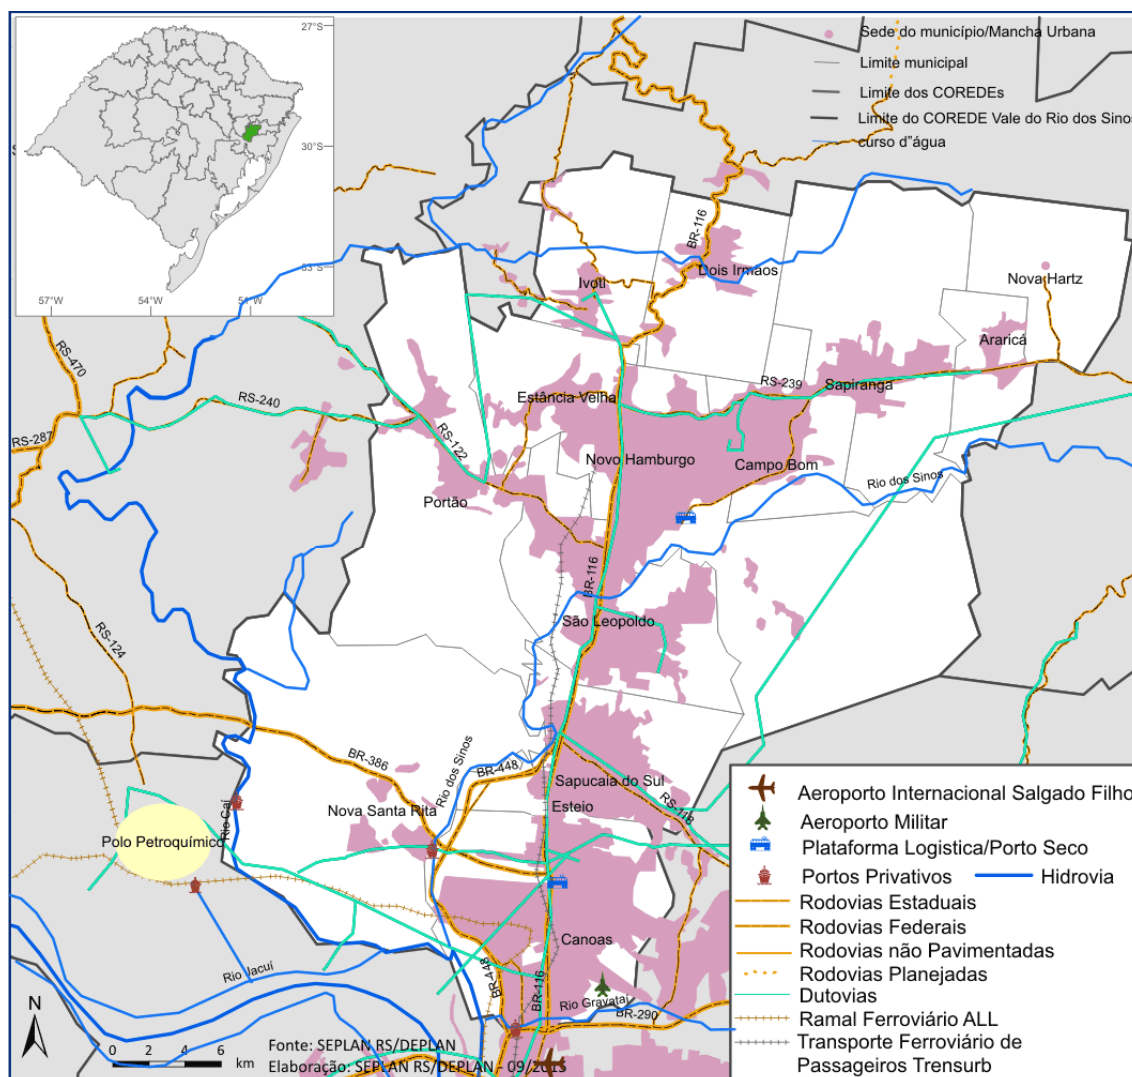 27°S
30°S
33°S
57°W
54°W
51°W
Sede do município/Mancha Urbana
Limite municipal
Limite dos COREDEs
Limite do COREDE Vale do Rio dos Sinos
curso d"água
BR-116
Dois Irmãos
Ivoti
Nova Hartz
Araricá
RS-470
RS-240
RS-287
RS-122
Estância Velha
RS-239
Sapiranga
Novo Hamburgo
Campo Bom
Portão
Rio dos Sinos
BR-116
São Leopoldo
RS-124
BR-386
Rio dos Sinos
BR-448
Sapucaia do Sul
Esteio
RS-118
Nova Santa Rita
Rio Caí
Polo Petroquímico
Canoas
Rio Jacuí
BR-448
BR-116
Rio Gravataí
BR-290
Aeroporto Internacional Salgado Filho
Aeroporto Militar
Plataforma Logistica/Porto Seco
Portos Privativos
Hidrovia
Rodovias Estaduais
Rodovias Federais
Rodovias não Pavimentadas
Rodovias Planejadas
Dutovias
Ramal Ferroviário ALL
Transporte Ferroviário de
Passageiros Trensurb
N
0 2 4 6
km
Fonte: SEPLAN RS/DEPLAN
Elaboração: SEPLAN RS/DEPLAN - 09/2015